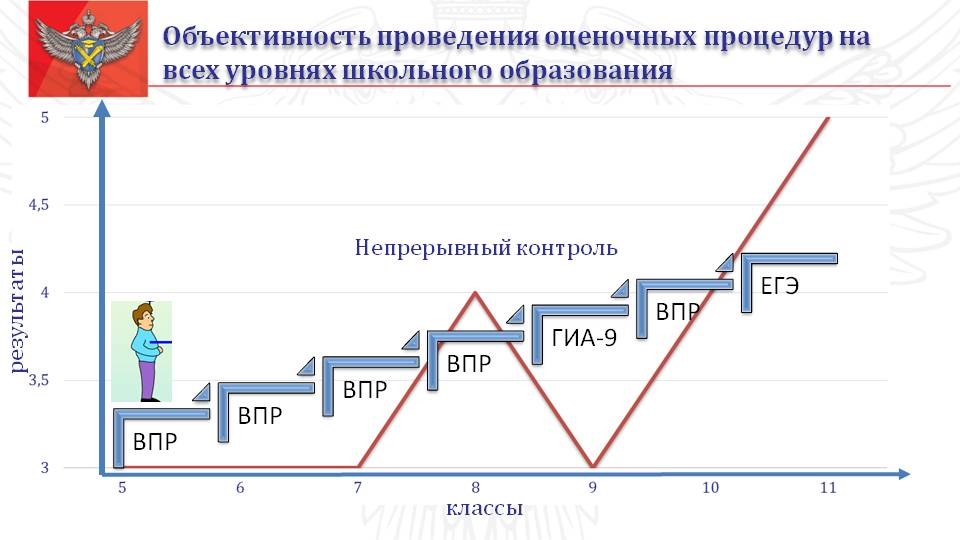 Объективность проведения оценочных процедур на
всех уровнях школьного образования
результаты
5
4,5
4
3,5
3
Непрерывный контроль
ВПР
ВПР
ВПР
ВПР
ГИА-9
ВПР
ЕГЭ
5 6 7 8 9 10 11
классы